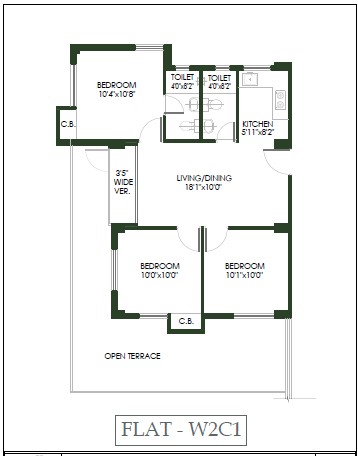 TOILET
4'0"x8'2"
TOILET
4'0"x8'2"
BEDROOM
10'4"x10'8"
C.B.
KITCHEN
5'11"x8'2"
3'5"
WIDE
VER.
LIVING/DINING
18'1"x10'0"
BEDROOM
10'0"x10'0"
BEDROOM
10'1"x10'0"
C.B.
OPEN TERRACE
FLAT - W2C1